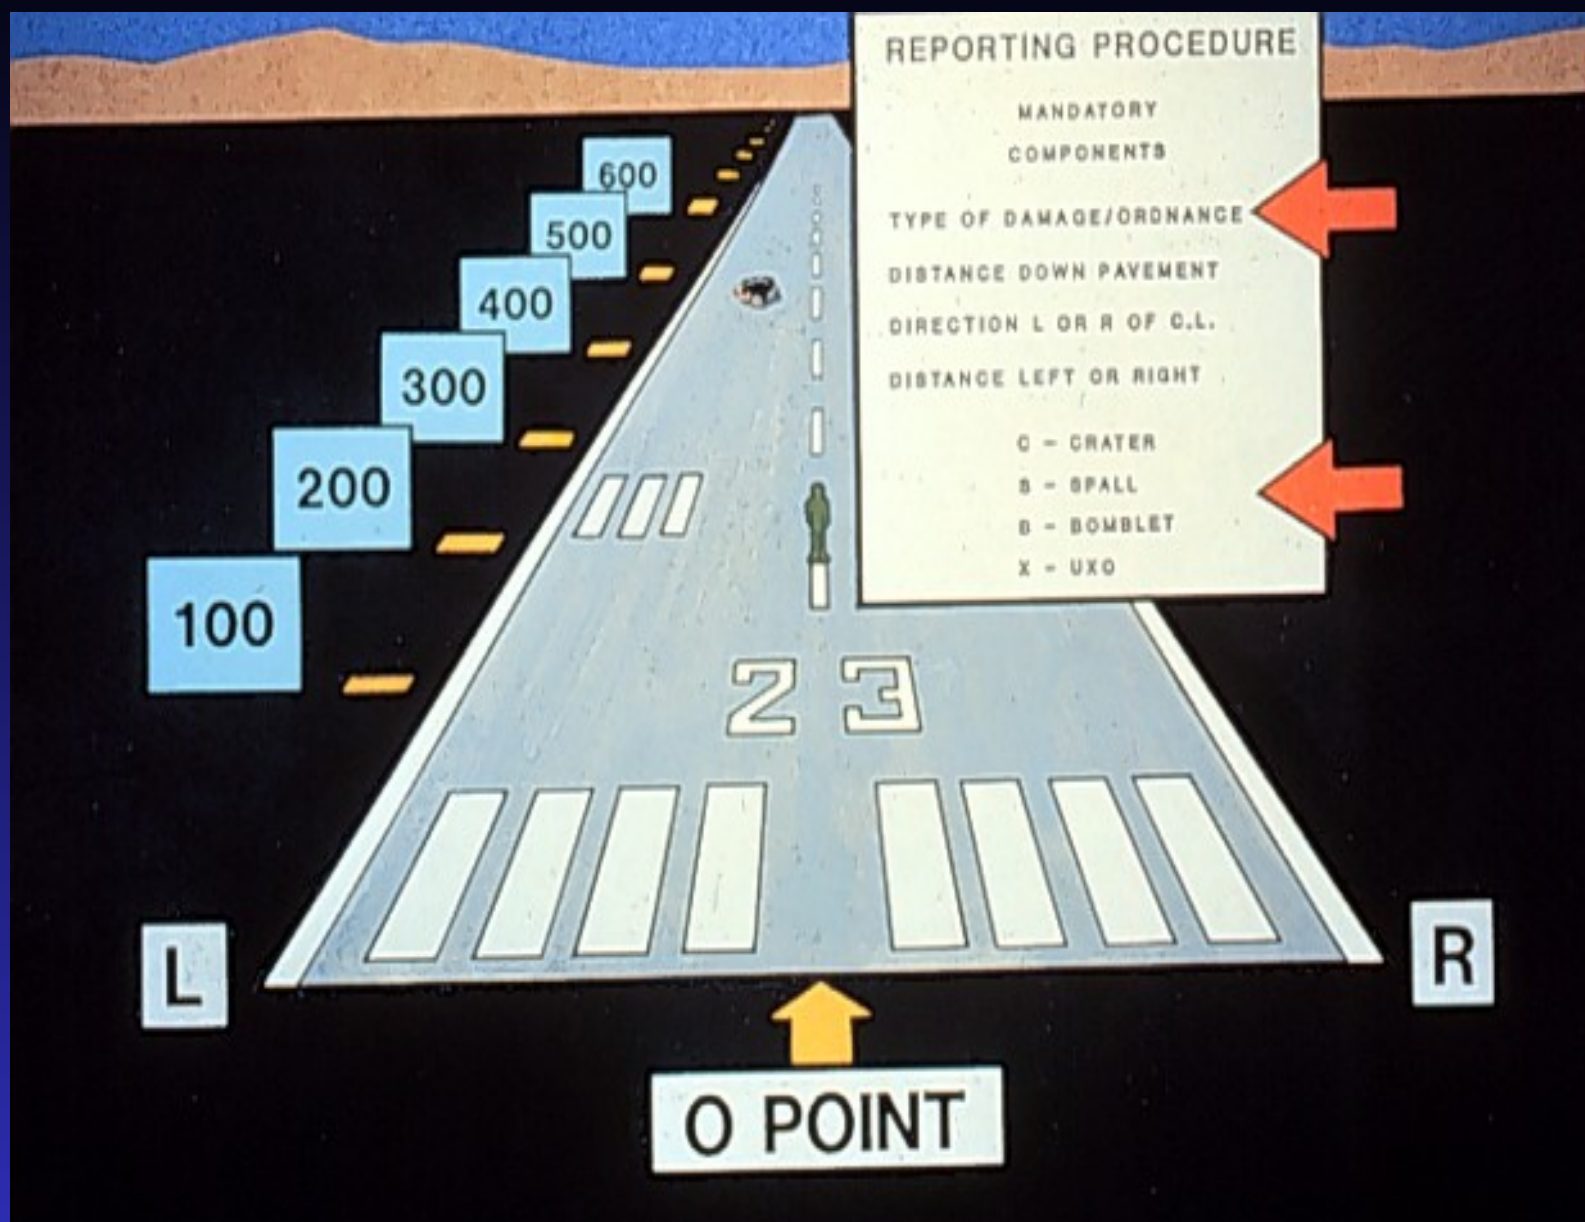 REPORTING PROCEDURE
MANDATORY
COMPONENTS
TYPE OF DAMAGE/ORDNANCE
DISTANCE DOWN PAVEMENT
DIRECTION L OR R OF C.L.
DISTANCE LEFT OR RIGHT
C - CRATER
S - SPALL
B - BOMBLET
X - UXO
600
500
400
300
200
100
23
L
R
O POINT